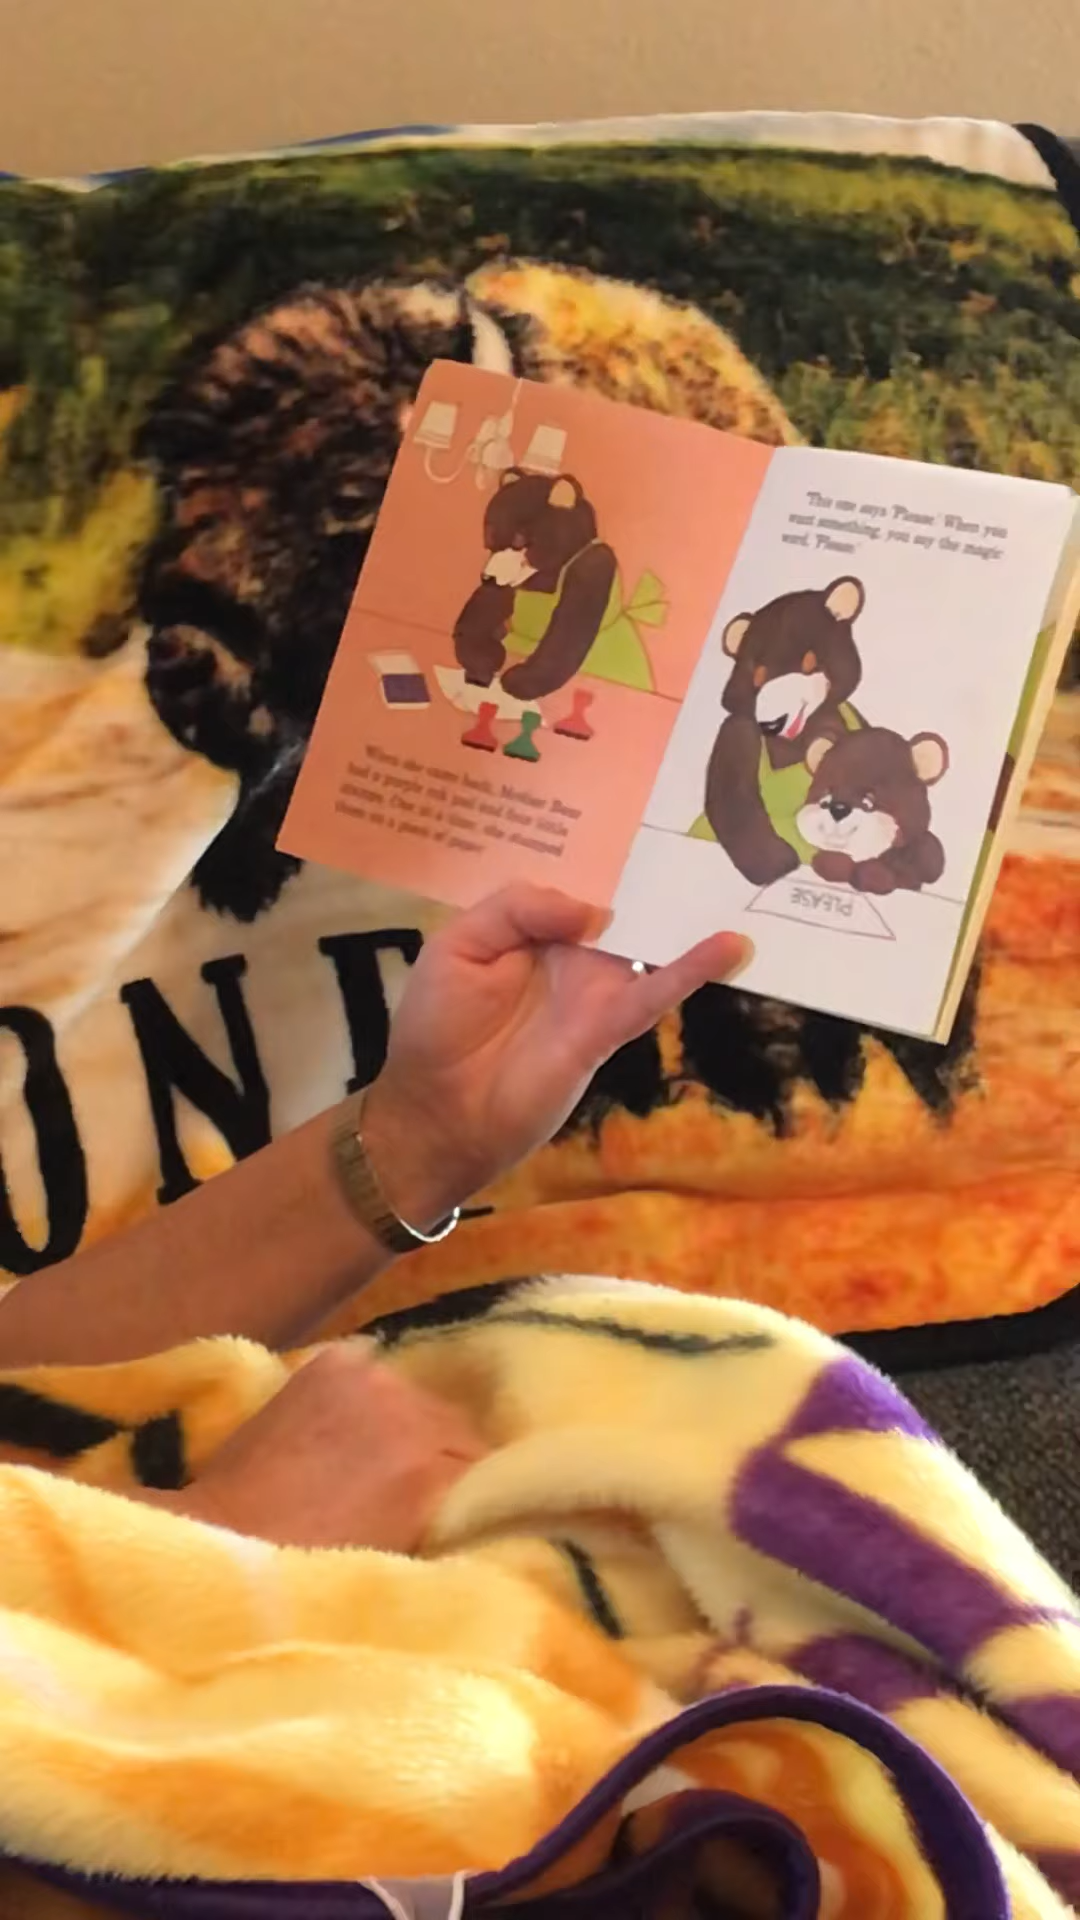 When she came back, Mother Bear
had a purple ink pad and four little
stamps. One at a time, she stamped
them on a piece of paper.
"This one says 'Please.' When you
want something, you say the magic
word, 'Please.'"
PLEASE
ONE